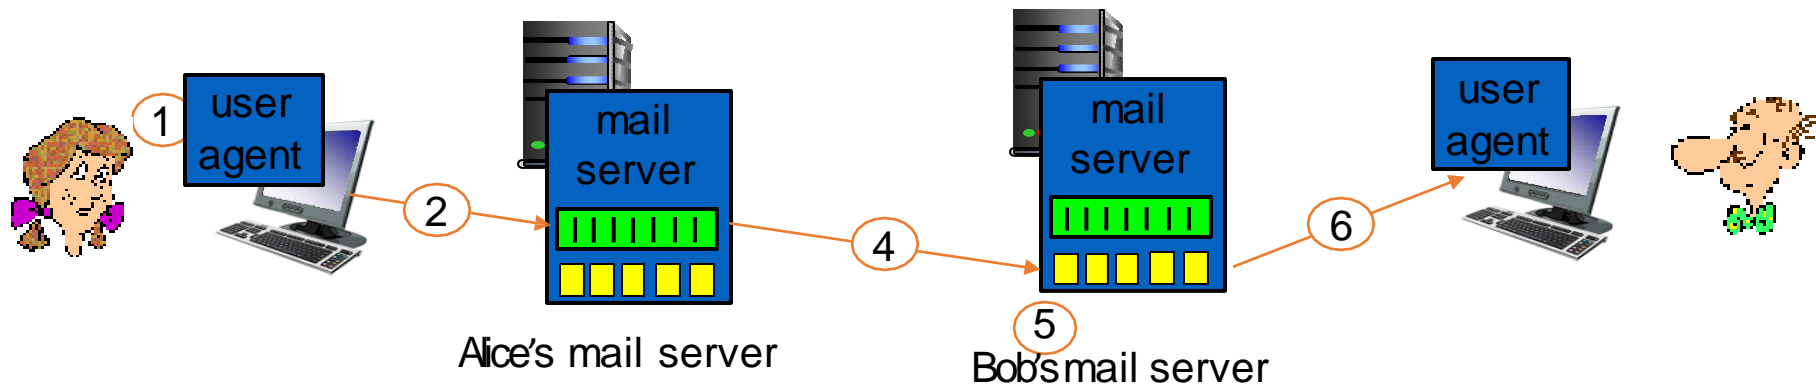 1
user
agent
2
mail
server
Alice's mail server
4
mail
server
5
Bob's mail server
6
user
agent